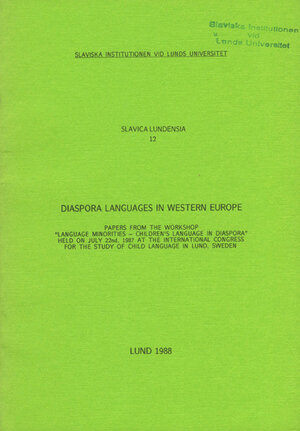 Slaviska Institutionen
vid
Lunds Universitet
SLAVISKA INSTITUTIONEN VID LUNDS UNIVERSITET
SLAVICA LUNDENSIA
12
DIASPORA LANGUAGES IN WESTERN EUROPE
PAPERS FROM THE WORKSHOP
"LANGUAGE MINORITIES – CHILDREN'S LANGUAGE IN DIASPORA"
HELD ON JULY 22nd, 1987 AT THE INTERNATIONAL CONGRESS
FOR THE STUDY OF CHILD LANGUAGE IN LUND, SWEDEN
LUND 1988